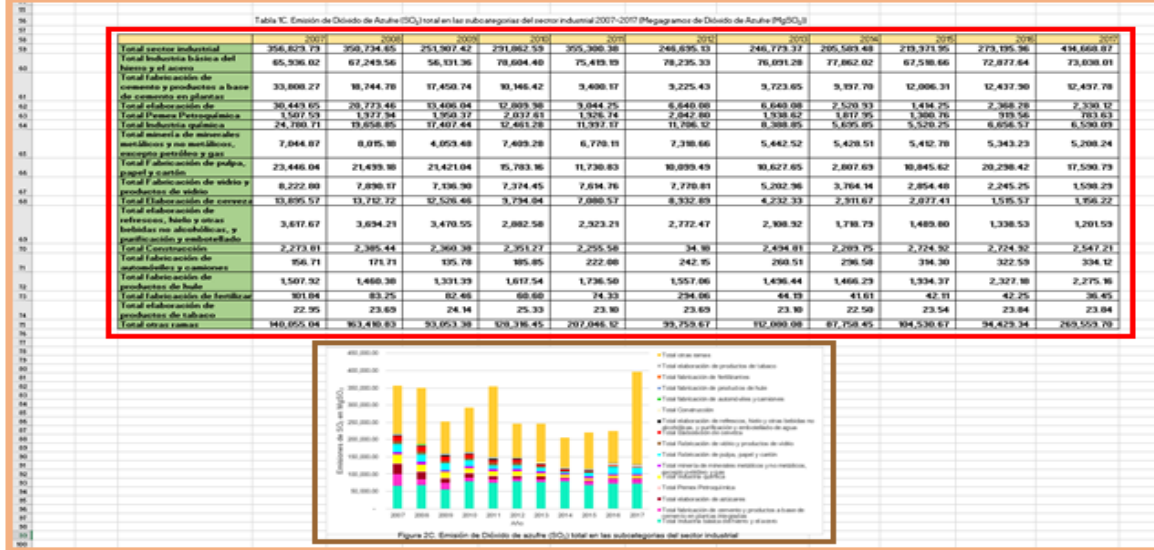 Tabla 1C. Emisión de Dióxido de Azufre (SO₂) total en las subcategorías del sector industrial 2007-2017 (Megagramos de Dióxido de Azufre (MgSO₂))
2007 2008 2009 2010 2011 2012 2013 2014 2015 2016 2017
Total sector industrial 356,829.79 350,734.65 251,907.42 291,862.59 355,300.38 246,695.13 246,779.37 205,589.48 219,971.95 279,195.96 414,668.87
Total Industria básica del
hierro y el acero 65,936.02 67,249.56 56,131.36 78,604.40 75,419.19 78,235.33 76,091.28 77,862.02 67,518.66 72,877.64 73,038.01
Total fabricación de
cemento y productos a base
de cemento en plantas 33,808.27 18,744.78 17,450.74 10,146.42 9,400.17 9,225.43 9,723.65 9,197.70 12,006.31 12,437.90 12,497.78
Total elaboración de 30,449.65 20,773.46 13,406.04 12,809.98 9,044.25 6,640.08 6,640.08 2,520.93 1,414.25 2,368.28 2,330.12
Total Pemex Petroquímica 1,507.59 1,977.94 1,950.37 2,037.61 1,926.74 2,042.80 1,938.62 1,817.95 1,300.76 919.56 783.63
Total Industria química 24,780.71 19,658.85 17,407.44 12,461.28 11,997.17 11,706.12 8,388.85 5,695.85 5,520.25 6,656.57 6,590.09
Total minería de minerales
metálicos y no metálicos,
excepto petróleo y gas 7,044.87 8,015.18 4,059.48 7,409.28 6,770.11 7,318.66 5,442.52 5,428.51 5,412.78 5,343.23 5,208.24
Total Fabricación de pulpa,
papel y cartón 23,446.04 21,499.18 21,421.04 15,783.16 11,730.83 10,099.49 10,627.65 2,807.69 10,845.62 20,298.42 17,590.79
Total Fabricación de vidrio y
productos de vidrio 8,222.80 7,890.17 7,136.90 7,374.45 7,614.76 7,770.81 5,202.96 3,764.14 2,854.48 2,245.25 1,598.29
Total Elaboración de cerveza 13,895.57 13,712.72 12,526.46 9,794.04 7,080.57 8,932.89 4,232.33 2,911.67 2,077.41 1,515.57 1,156.22
Total elaboración de
refrescos, hielo y otras
bebidas no alcohólicas, y
purificación y embotellado 3,617.67 3,694.21 3,470.55 2,882.58 2,923.21 2,772.47 2,108.92 1,718.79 1,489.80 1,338.53 1,201.59
Total Construcción 2,273.81 2,385.44 2,360.38 2,351.27 2,255.58 34.18 2,494.81 2,289.75 2,724.92 2,724.92 2,547.21
Total fabricación de
automóviles y camiones 156.71 171.71 135.78 185.85 222.08 242.15 260.51 296.58 314.30 322.59 334.12
Total fabricación de
productos de hule 1,507.92 1,460.38 1,331.39 1,617.54 1,736.50 1,557.06 1,496.44 1,466.29 1,934.37 2,327.18 2,275.16
Total fabricación de fertilizar 101.04 83.25 82.46 60.60 74.33 294.06 44.19 41.61 42.11 42.25 36.45
Total elaboración de
productos de tabaco 22.95 23.69 24.14 25.33 23.10 23.69 23.10 22.50 23.54 23.84 23.84
Total otras ramas 140,055.04 163,410.83 93,053.38 128,316.45 207,046.12 99,759.67 112,080.08 87,758.45 104,530.67 94,429.34 269,559.70
Emisiones de SO₂ en MgSO₂
50,000.00
2007 2008 2009 2010 2011 2012 2013 2014 2015 2016 2017
Año
Total otras ramas
Total elaboración de productos de tabaco
Total fabricación de fertilizantes
Total fabricación de productos de hule
Total fabricación de automóviles y camiones
Total Construcción
Total elaboración de refrescos, hielo y otras bebidas no
alcohólicas, y purificación y embotellado de agua
Total Elaboración de cerveza
Total Fabricación de vidrio y productos de vidrio
Total Fabricación de pulpa, papel y cartón
Total minería de minerales metálicos y no metálicos,
excepto petróleo y gas
Total Industria química
Total Pemex Petroquímica
Total elaboración de azúcares
Total fabricación de cemento y productos a base de
cemento en plantas integradas
Total Industria básica del hierro y el acero
Figura 2C. Emisión de Dióxido de azufre (SO₂) total en las subcategorías del sector industrial